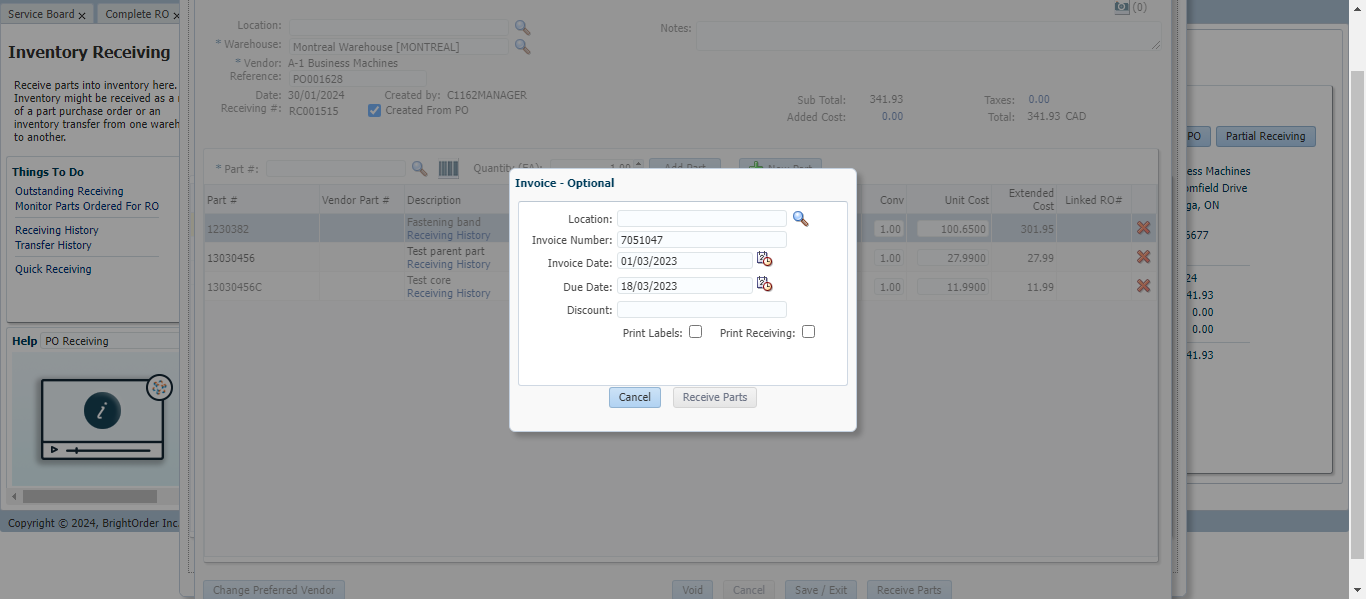 Service Board x
Complete RO x
Inventory Receiving
Receive parts into inventory here.
Inventory might be received as a
of a part purchase order or an
inventory transfer from one wareh
to another.
Things To Do
Outstanding Receiving
Monitor Parts Ordered For RO
Receiving History
Transfer History
Quick Receiving
Help PO Receiving
i
Copyright © 2024, BrightOrder Inc.
(0)
Location:
Notes:
* Warehouse: Montreal Warehouse [MONTREAL]
* Vendor: A-1 Business Machines
Reference: PO001628
Date: 30/01/2024 Created by: C1162MANAGER
Receiving #: RC001515 Created From PO
Sub Total: 341.93 Taxes: 0.00
Added Cost: 0.00 Total: 341.93 CAD
* Part #: Quantity (EA): 1.00 Add Part New Part
Part # Vendor Part # Description Conv Unit Cost Extended Cost Linked RO#
1230382 Fastening band 1.00 100.6500 301.95
Receiving History
13030456 Test parent part 1.00 27.9900 27.99
Receiving History
13030456C Test core 1.00 11.9900 11.99
Receiving History
Change Preferred Vendor Void Cancel Save / Exit Receive Parts
Invoice - Optional
Location:
Invoice Number: 7051047
Invoice Date: 01/03/2023
Due Date: 18/03/2023
Discount:
Print Labels: Print Receiving:
Cancel Receive Parts
PO Partial Receiving
ess Machines
omfield Drive
ga, ON
6677
24
41.93
0.00
0.00
41.93